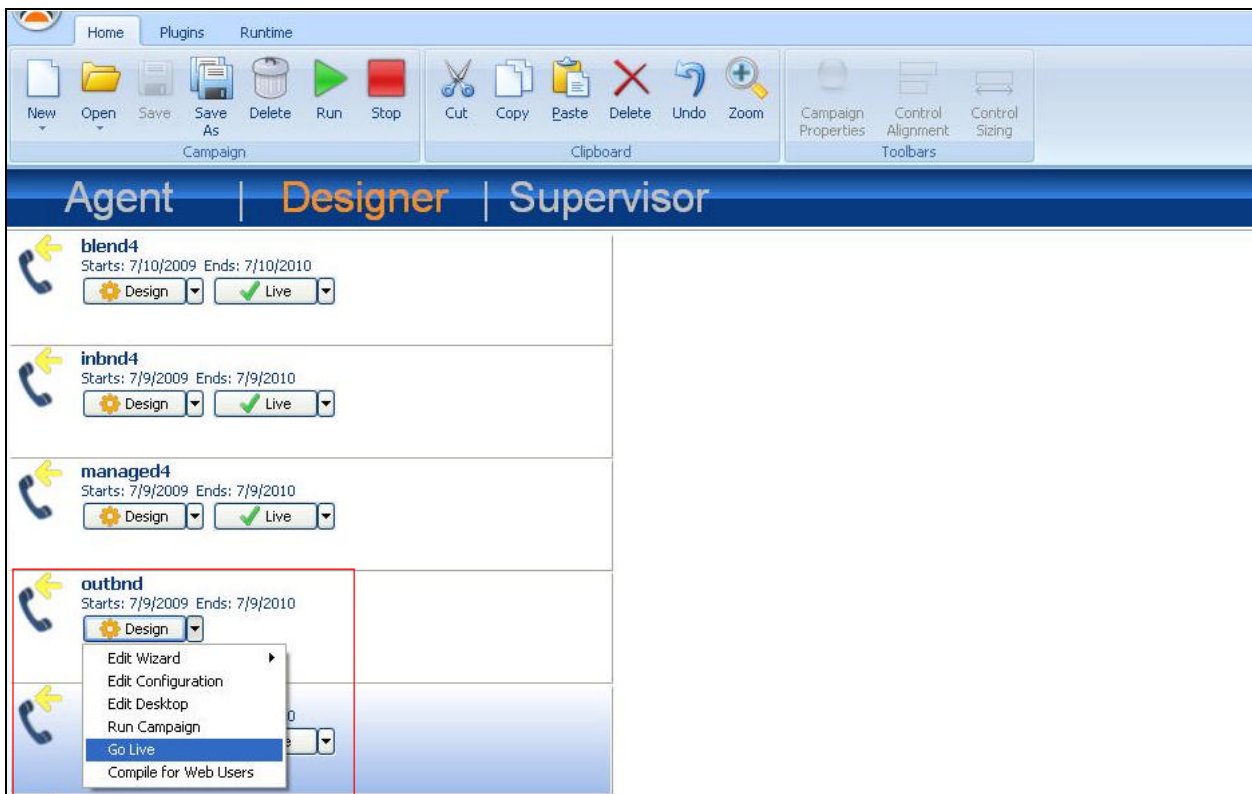 Home Plugins Runtime
New Open Save Save As Delete Run Stop Cut Copy Paste Delete Undo Zoom Campaign Properties Control Alignment Control Sizing
Campaign Clipboard Toolbars
Agent | Designer | Supervisor
blend4
Starts: 7/10/2009 Ends: 7/10/2010
Design Live
inbnd4
Starts: 7/9/2009 Ends: 7/9/2010
Design Live
managed4
Starts: 7/9/2009 Ends: 7/9/2010
Design Live
outbnd
Starts: 7/9/2009 Ends: 7/9/2010
Design
Edit Wizard
Edit Configuration
Edit Desktop
Run Campaign
Go Live
Compile for Web Users